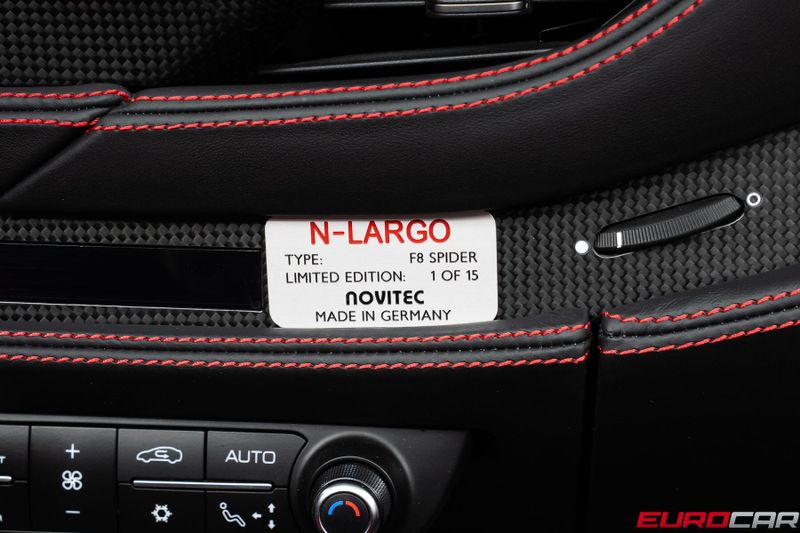 N-LARGO
TYPE: F8 SPIDER
LIMITED EDITION: 1 OF 15
NOVITEC
MADE IN GERMANY
+
AUTO
−
EUROCAR